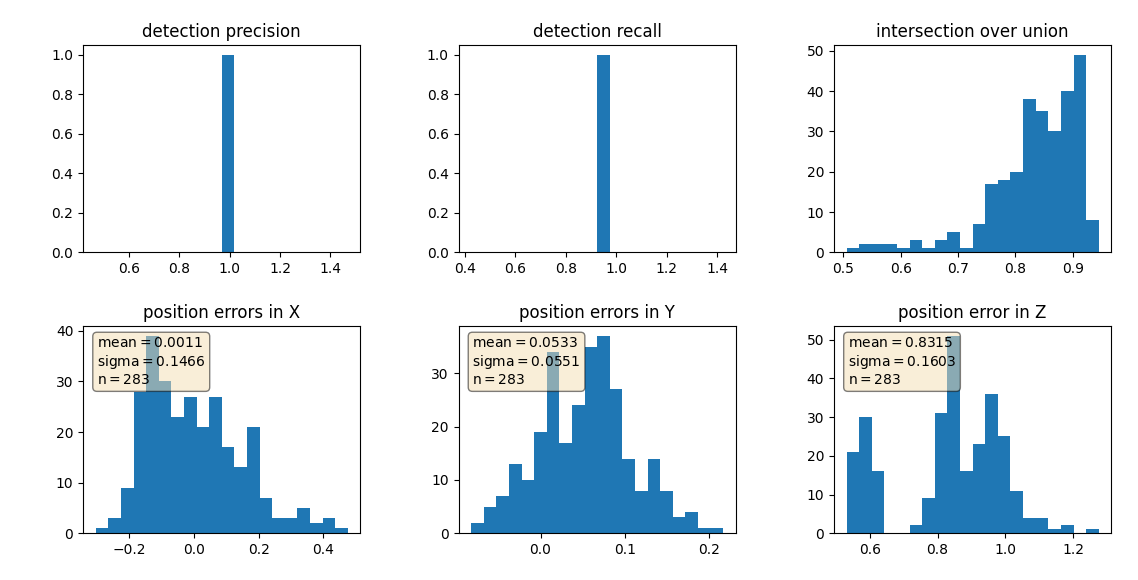 detection precision
1.0
0.8
0.6
0.4
0.2
0.0
0.6 0.8 1.0 1.2 1.4
detection recall
1.0
0.8
0.6
0.4
0.2
0.0
0.4 0.6 0.8 1.0 1.2 1.4
intersection over union
50
40
30
20
10
0
0.5 0.6 0.7 0.8 0.9
position errors in X
40
30
20
10
0
mean = 0.0011
sigma = 0.1466
n = 283
−0.2 0.0 0.2 0.4
position errors in Y
30
20
10
0
mean = 0.0533
sigma = 0.0551
n = 283
0.0 0.1 0.2
position error in Z
50
40
30
20
10
0
mean = 0.8315
sigma = 0.1603
n = 283
0.6 0.8 1.0 1.2